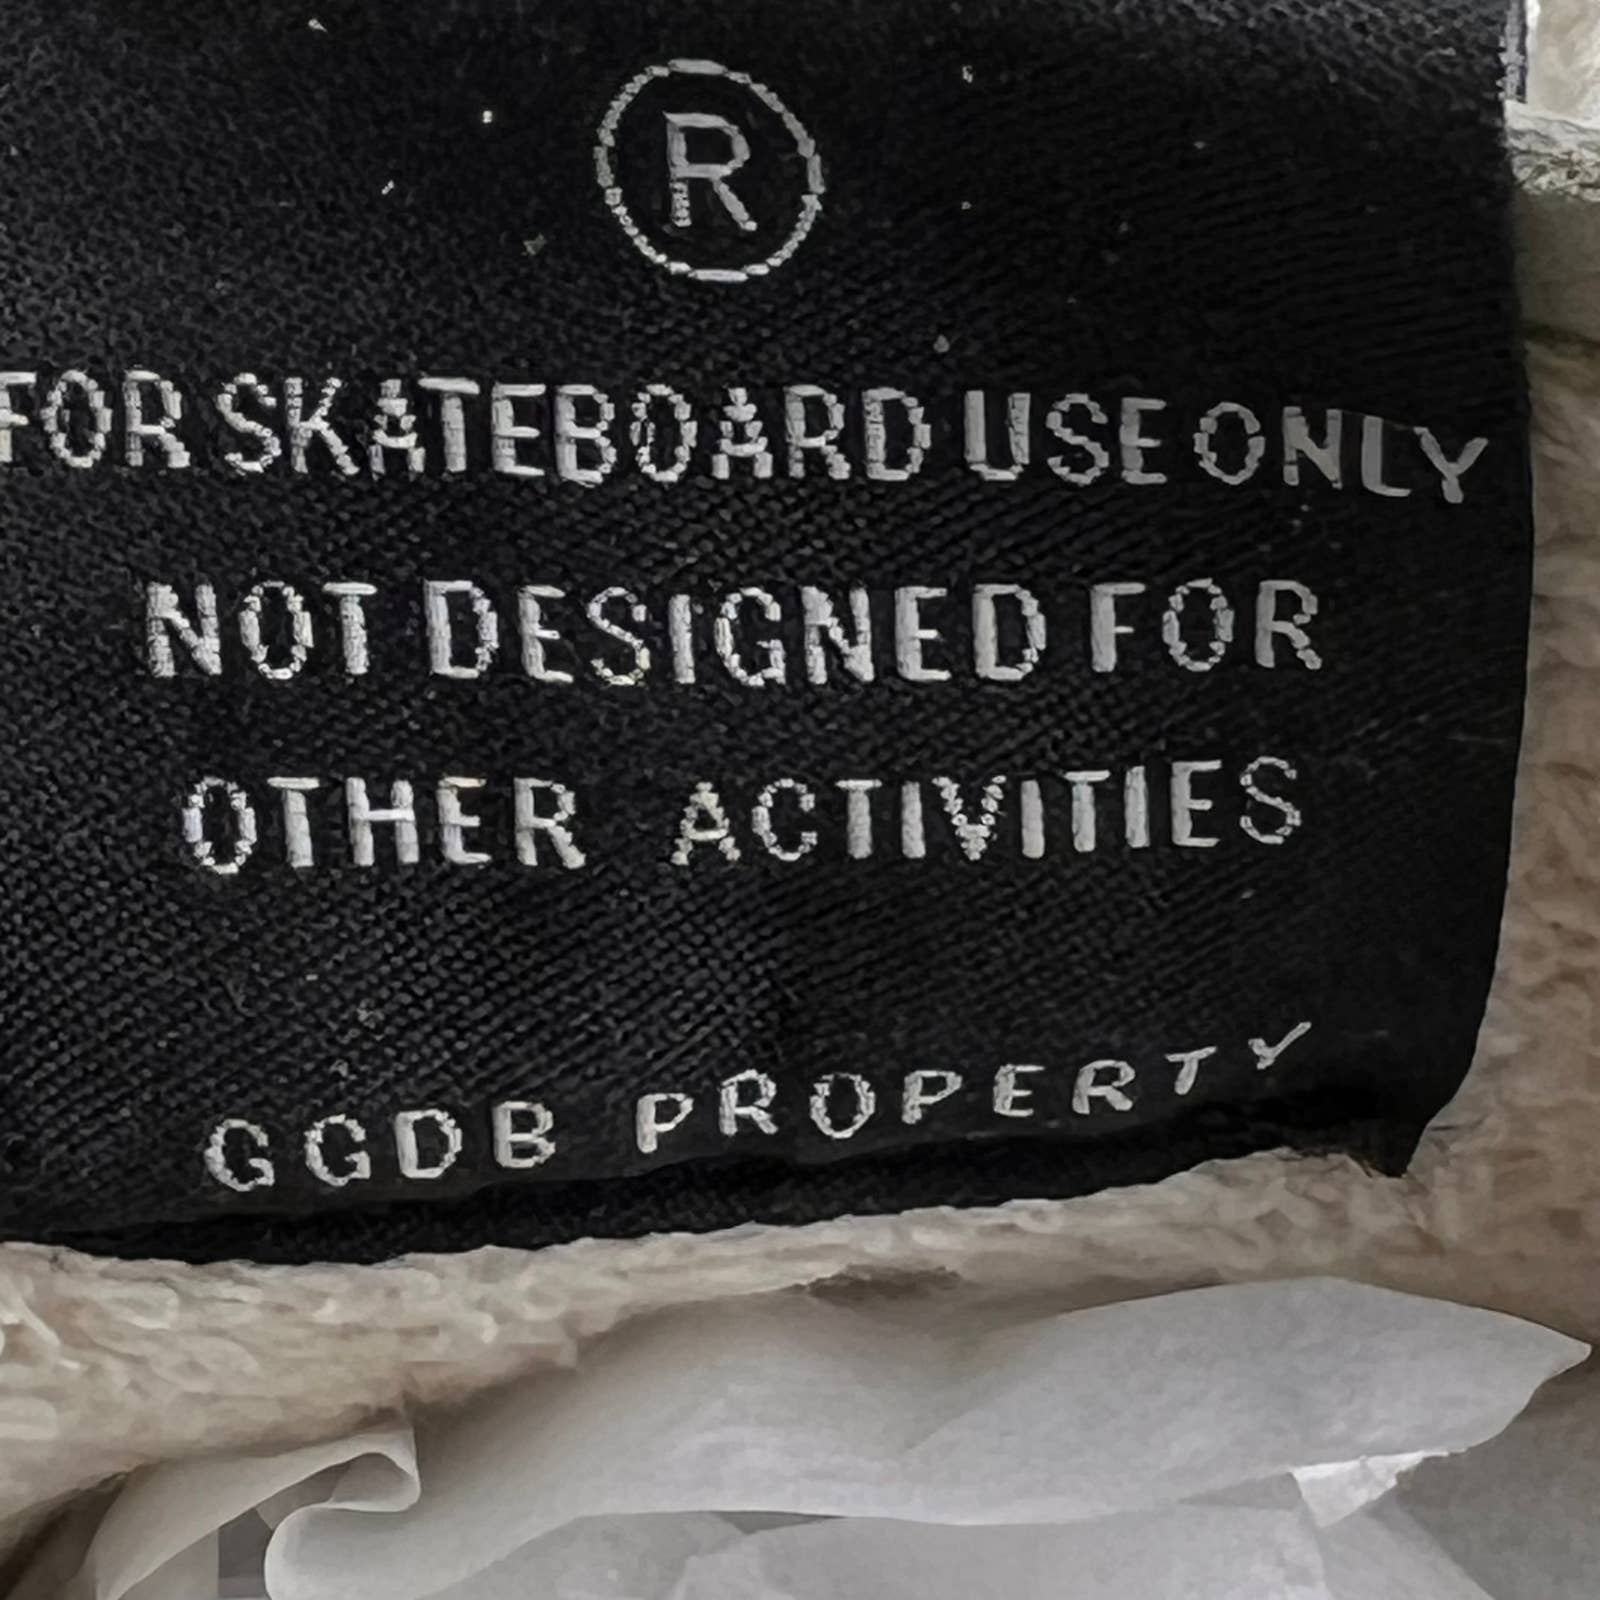 ®
FOR SKATEBOARD USE ONLY
NOT DESIGNED FOR
OTHER ACTIVITIES
GGDB PROPERTY